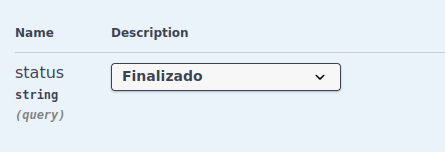 Name Description
status Finalizado
string
(query)